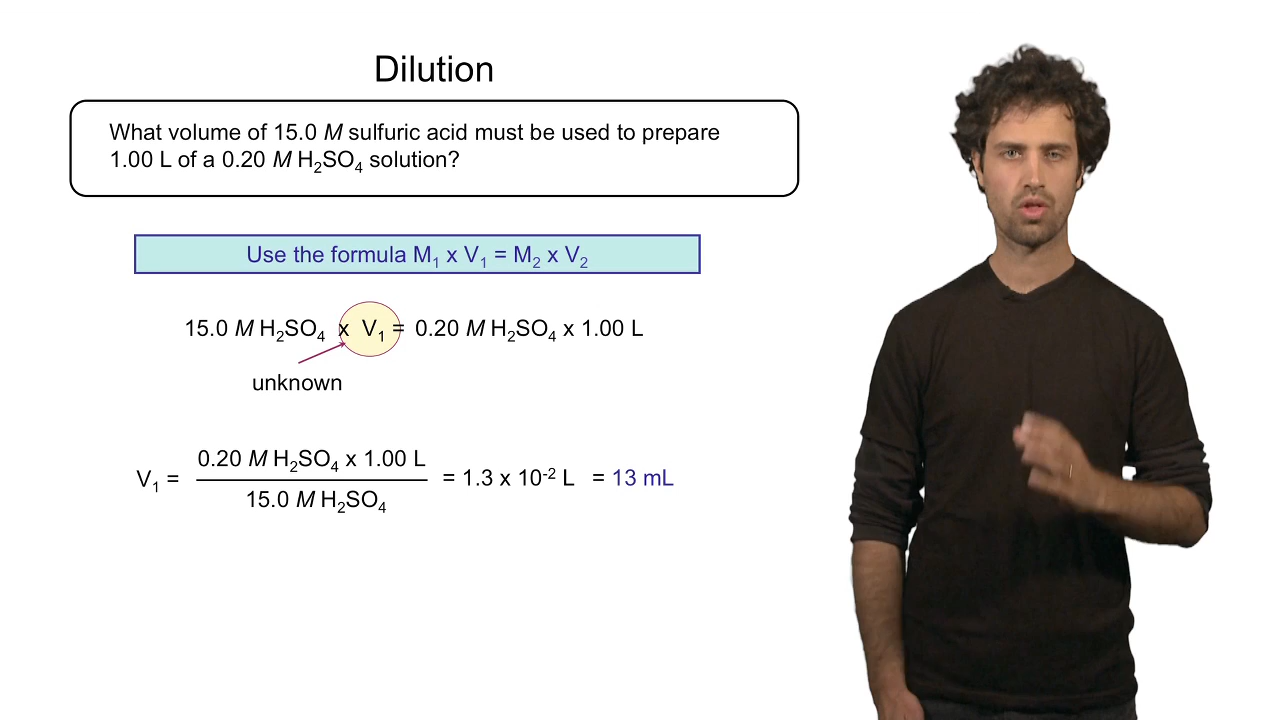 Dilution
What volume of 15.0 M sulfuric acid must be used to prepare
1.00 L of a 0.20 M H₂SO₄ solution?
Use the formula M₁ x V₁ = M₂ x V₂
15.0 M H₂SO₄ x V₁ = 0.20 M H₂SO₄ x 1.00 L
unknown
V₁ = 0.20 M H₂SO₄ x 1.00 L / 15.0 M H₂SO₄ = 1.3 x 10⁻² L = 13 mL